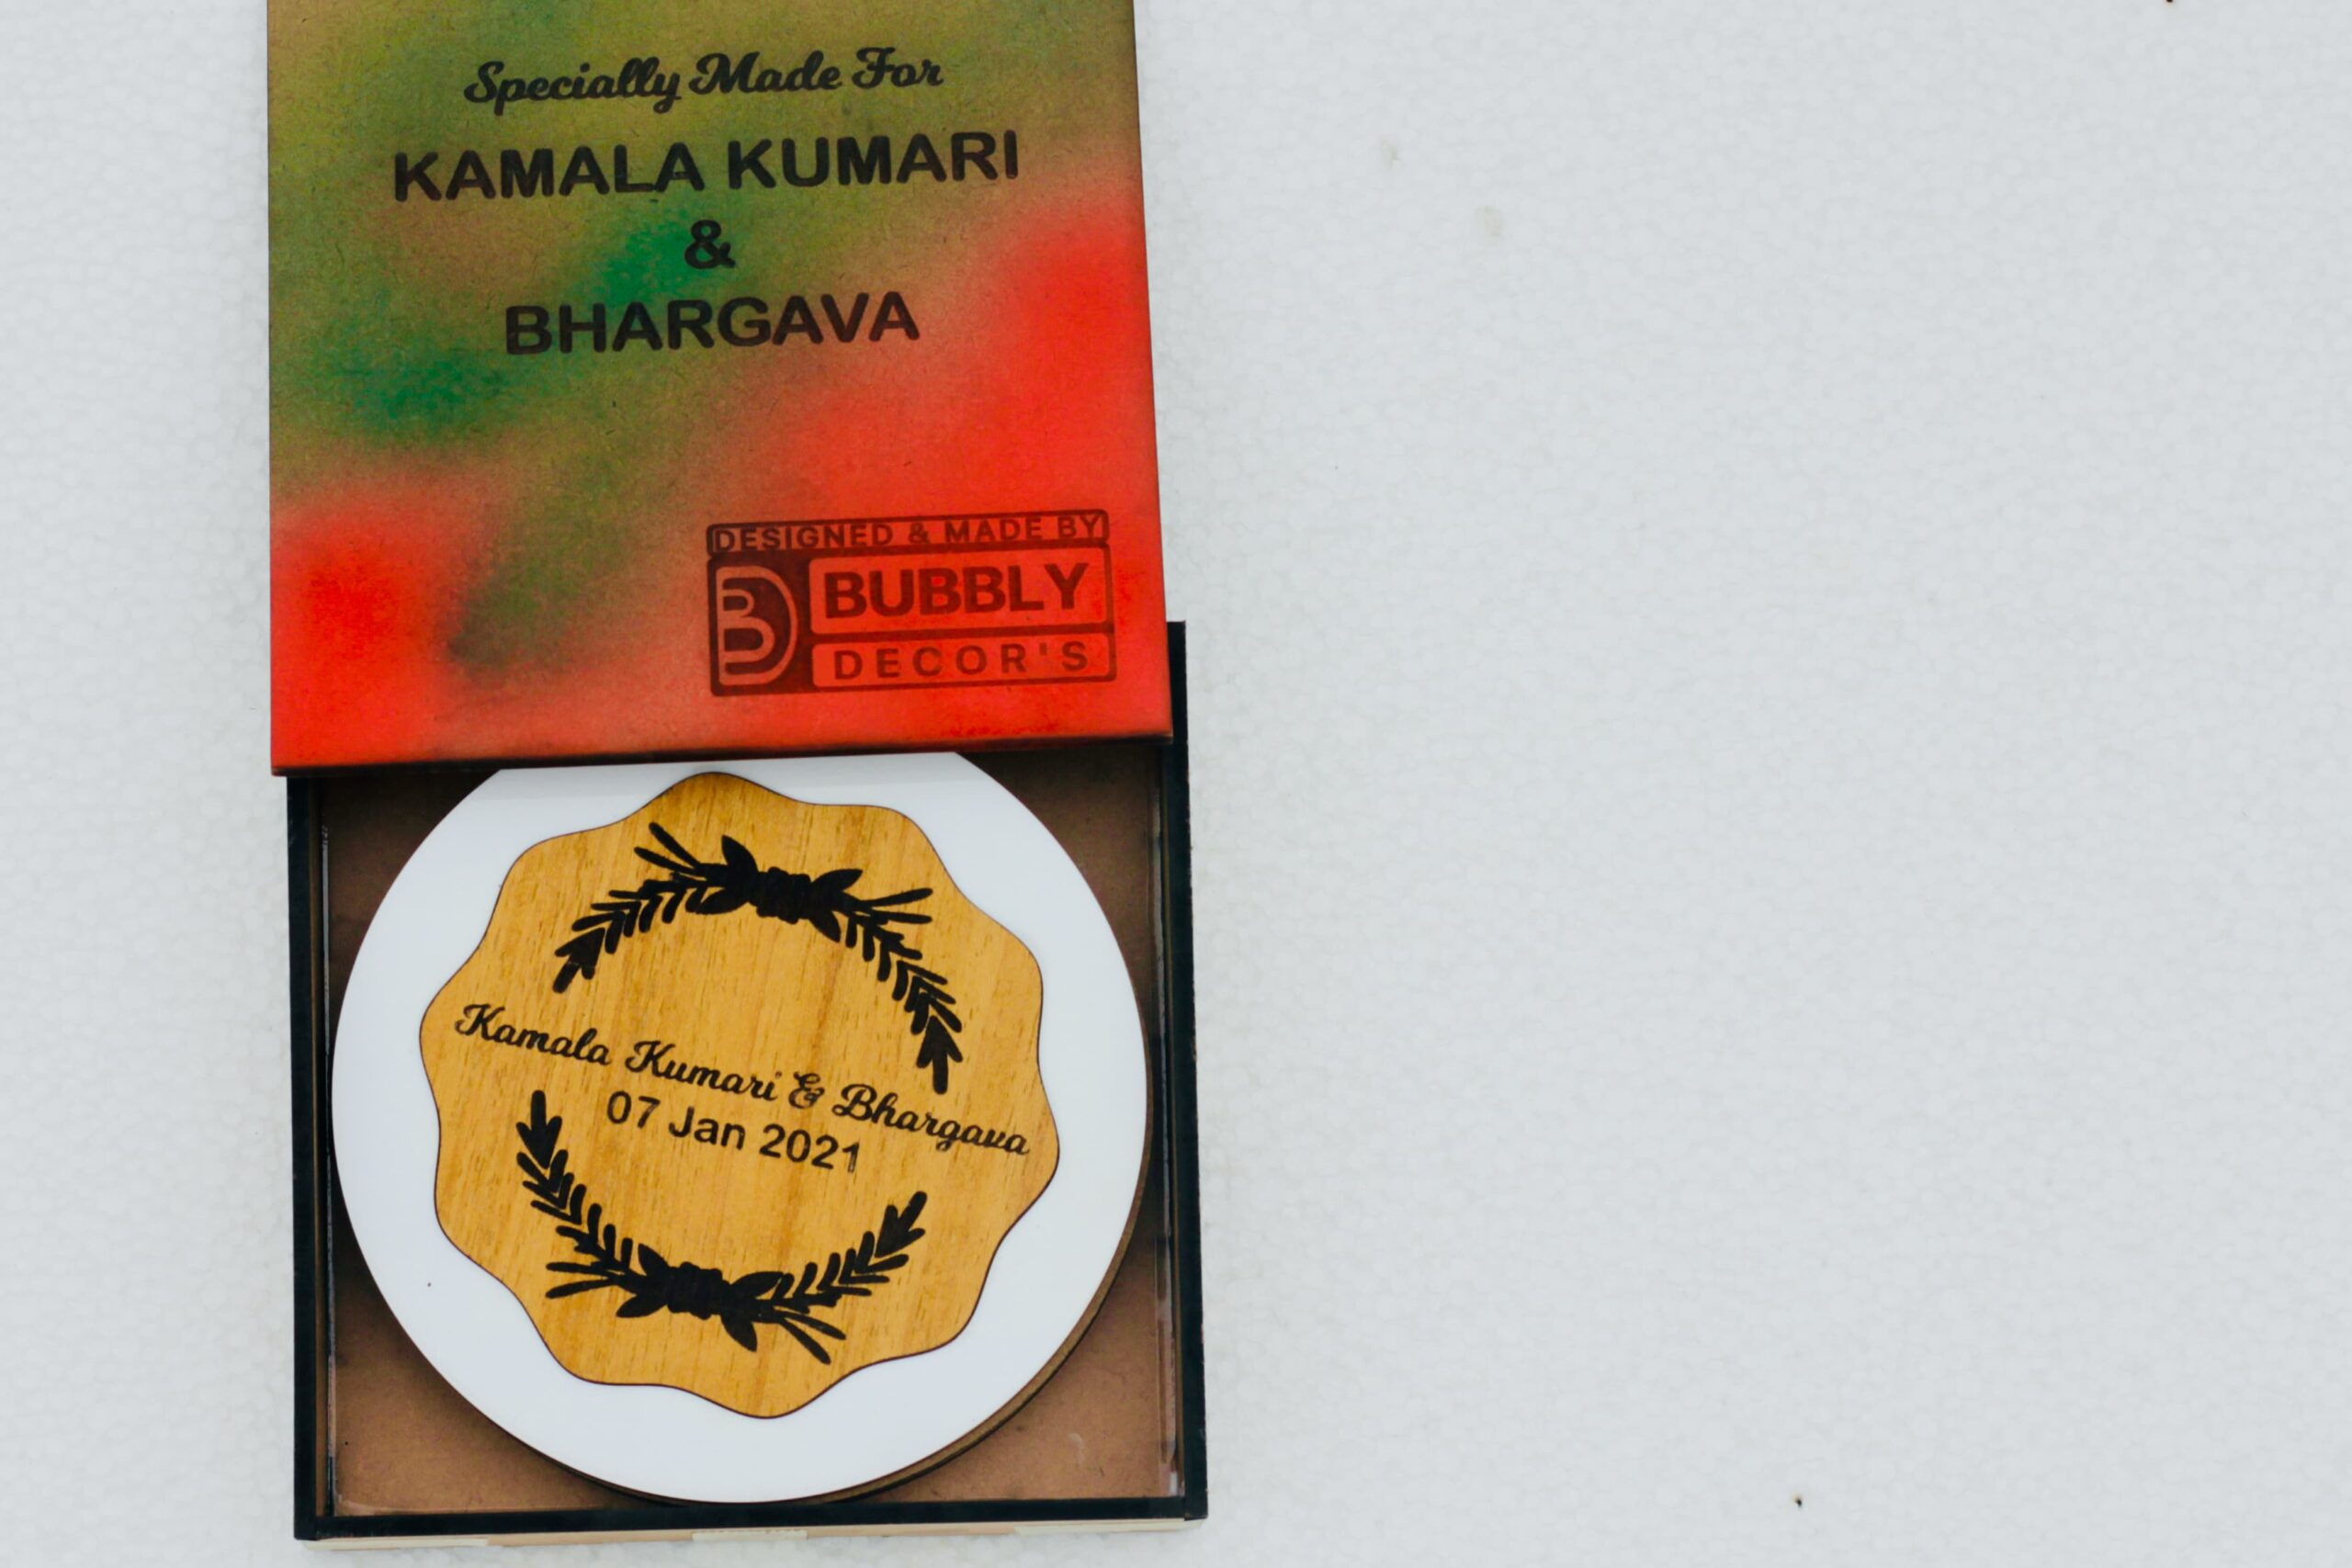 Specially Made For
KAMALA KUMARI
&
BHARGAVA
DESIGNED & MADE BY
BUBBLY
DECOR'S
Kamala Kumari & Bhargava
07 Jan 2021